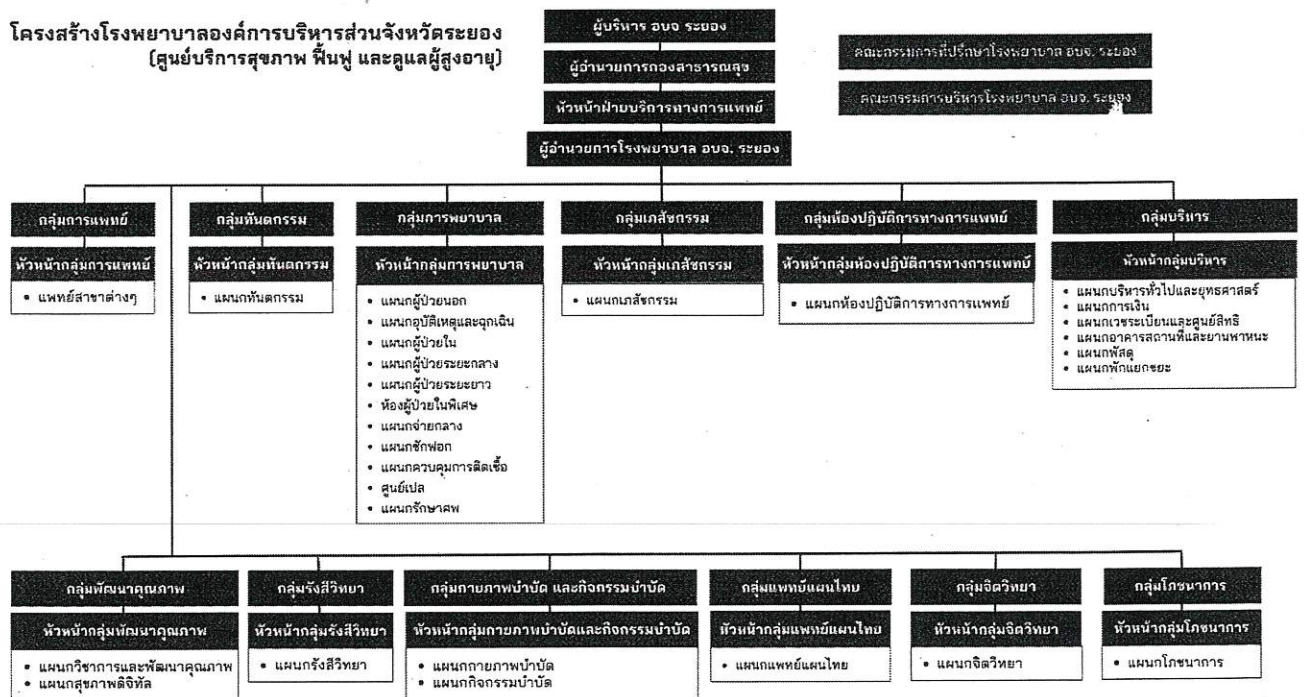 โครงสร้างโรงพยาบาลองค์การบริหารส่วนจังหวัดระยอง
(ศูนย์บริการสุขภาพ ฟื้นฟู และดูแลผู้สูงอายุ)
ผู้บริหาร อบจ ระยอง
ผู้อำนวยการกองสาธารณสุข
หัวหน้าฝ่ายบริการทางการแพทย์
ผู้อำนวยการโรงพยาบาล อบจ. ระยอง
คณะกรรมการที่ปรึกษาโรงพยาบาล อบจ. ระยอง
คณะกรรมการบริหารโรงพยาบาล อบจ. ระยอง
กลุ่มการแพทย์
หัวหน้ากลุ่มการแพทย์
• แพทย์สาขาต่างๆ
กลุ่มทันตกรรม
หัวหน้ากลุ่มทันตกรรม
• แผนกทันตกรรม
กลุ่มการพยาบาล
หัวหน้ากลุ่มการพยาบาล
• แผนกผู้ป่วยนอก
• แผนกอุบัติเหตุและฉุกเฉิน
• แผนกผู้ป่วยใน
• แผนกผู้ป่วยระยะกลาง
• แผนกผู้ป่วยระยะยาว
• ห้องผู้ป่วยในพิเศษ
• แผนกจ่ายกลาง
• แผนกซักฟอก
• แผนกควบคุมการติดเชื้อ
• ศูนย์เปล
• แผนกรักษาศพ
กลุ่มเภสัชกรรม
หัวหน้ากลุ่มเภสัชกรรม
• แผนกเภสัชกรรม
กลุ่มห้องปฏิบัติการทางการแพทย์
หัวหน้ากลุ่มห้องปฏิบัติการทางการแพทย์
• แผนกห้องปฏิบัติการทางการแพทย์
กลุ่มบริหาร
หัวหน้ากลุ่มบริหาร
• แผนกบริหารทั่วไปและยุทธศาสตร์
• แผนกการเงิน
• แผนกเวชระเบียนและศูนย์สิทธิ
• แผนกอาคารสถานที่และยานพาหนะ
• แผนกพัสดุ
• แผนกพักแยกขยะ
กลุ่มพัฒนาคุณภาพ
หัวหน้ากลุ่มพัฒนาคุณภาพ
• แผนกวิชาการและพัฒนาคุณภาพ
• แผนกสุขภาพดิจิทัล
กลุ่มรังสีวิทยา
หัวหน้ากลุ่มรังสีวิทยา
• แผนกรังสีวิทยา
กลุ่มกายภาพบำบัด และกิจกรรมบำบัด
หัวหน้ากลุ่มกายภาพบำบัดและกิจกรรมบำบัด
• แผนกกายภาพบำบัด
• แผนกกิจกรรมบำบัด
กลุ่มแพทย์แผนไทย
หัวหน้ากลุ่มแพทย์แผนไทย
• แผนกแพทย์แผนไทย
กลุ่มจิตวิทยา
หัวหน้ากลุ่มจิตวิทยา
• แผนกจิตวิทยา
กลุ่มโภชนาการ
หัวหน้ากลุ่มโภชนาการ
• แผนกโภชนาการ